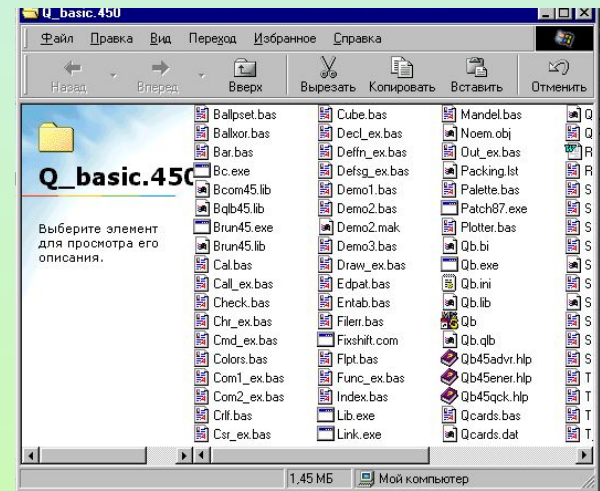 Q_basic.450
Файл Правка Вид Переход Избранное Справка
Назад Вперед Вверх Вырезать Копировать Вставить Отменить
Q_basic.450
Выберите элемент
для просмотра его
описания.
Ballpset.bas
Ballxor.bas
Bar.bas
Bc.exe
Bcom45.lib
Bqlb45.lib
Brun45.exe
Brun45.lib
Cal.bas
Call_ex.bas
Check.bas
Chr_ex.bas
Cmd_ex.bas
Colors.bas
Com1_ex.bas
Com2_ex.bas
Crlf.bas
Csr_ex.bas
Cube.bas
Decl_ex.bas
Deffn_ex.bas
Defsg_ex.bas
Demo1.bas
Demo2.bas
Demo2.mak
Demo3.bas
Draw_ex.bas
Edpat.bas
Entab.bas
Filerr.bas
Fixshift.com
Flpt.bas
Func_ex.bas
Index.bas
Lib.exe
Link.exe
Mandel.bas
Noem.obj
Out_ex.bas
Packing.lst
Palette.bas
Patch87.exe
Plotter.bas
Qb.bi
Qb.exe
Qb.ini
Qb.lib
Qb
Qb.qlb
Qb45advr.hlp
Qb45ener.hlp
Qb45qck.hlp
Qcards.bas
Qcards.dat
Q
Q
R
R
S
S
S
S
S
S
S
S
S
S
T
T
T
T_
1,45 МБ Мой компьютер